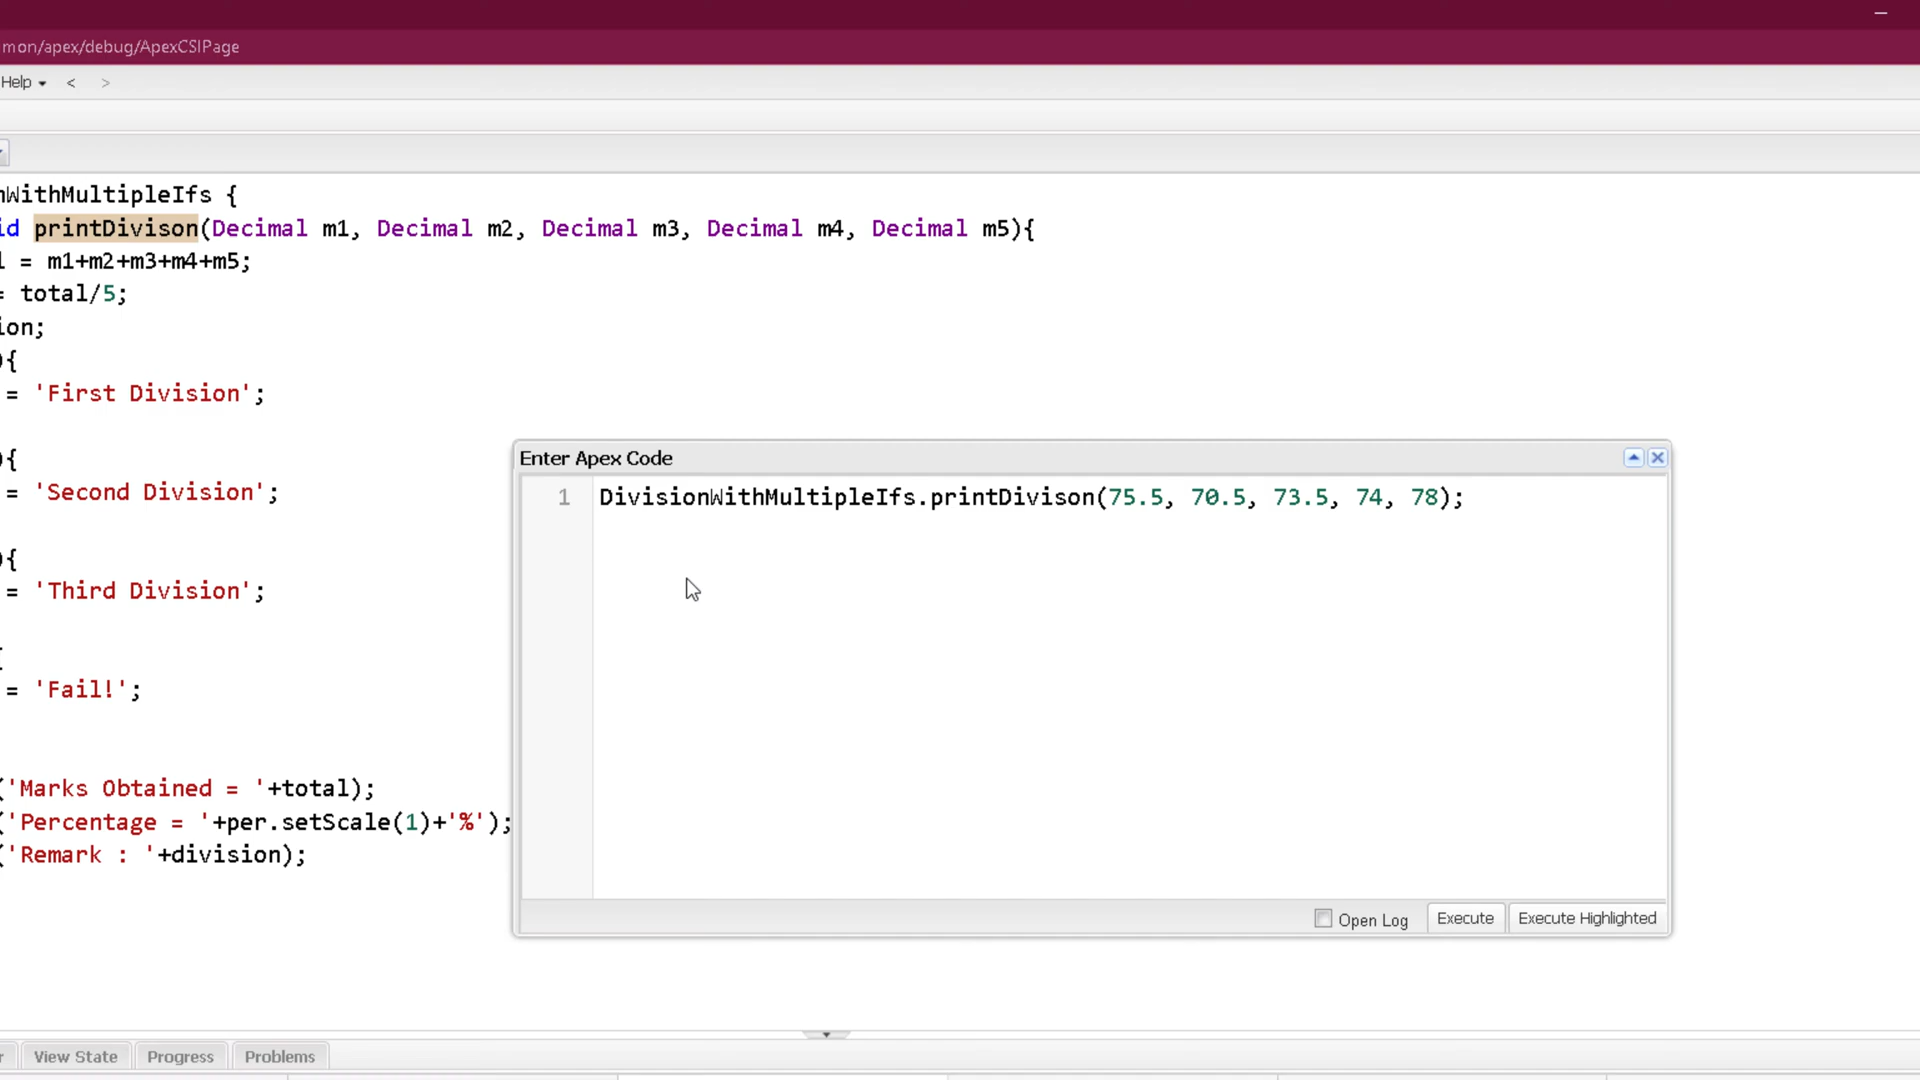 mon/apex/debug/ApexCSIPage
Help < >
nWithMultipleIfs {
id printDivison(Decimal m1, Decimal m2, Decimal m3, Decimal m4, Decimal m5){
l = m1+m2+m3+m4+m5;
= total/5;
ion;
){
= 'First Division';
){
= 'Second Division';
){
= 'Third Division';
= 'Fail!';
('Marks Obtained = '+total);
('Percentage = '+per.setScale(1)+'%');
('Remark : '+division);
Enter Apex Code
1 DivisionWithMultipleIfs.printDivison(75.5, 70.5, 73.5, 74, 78);
Open Log Execute Execute Highlighted
r View State Progress Problems